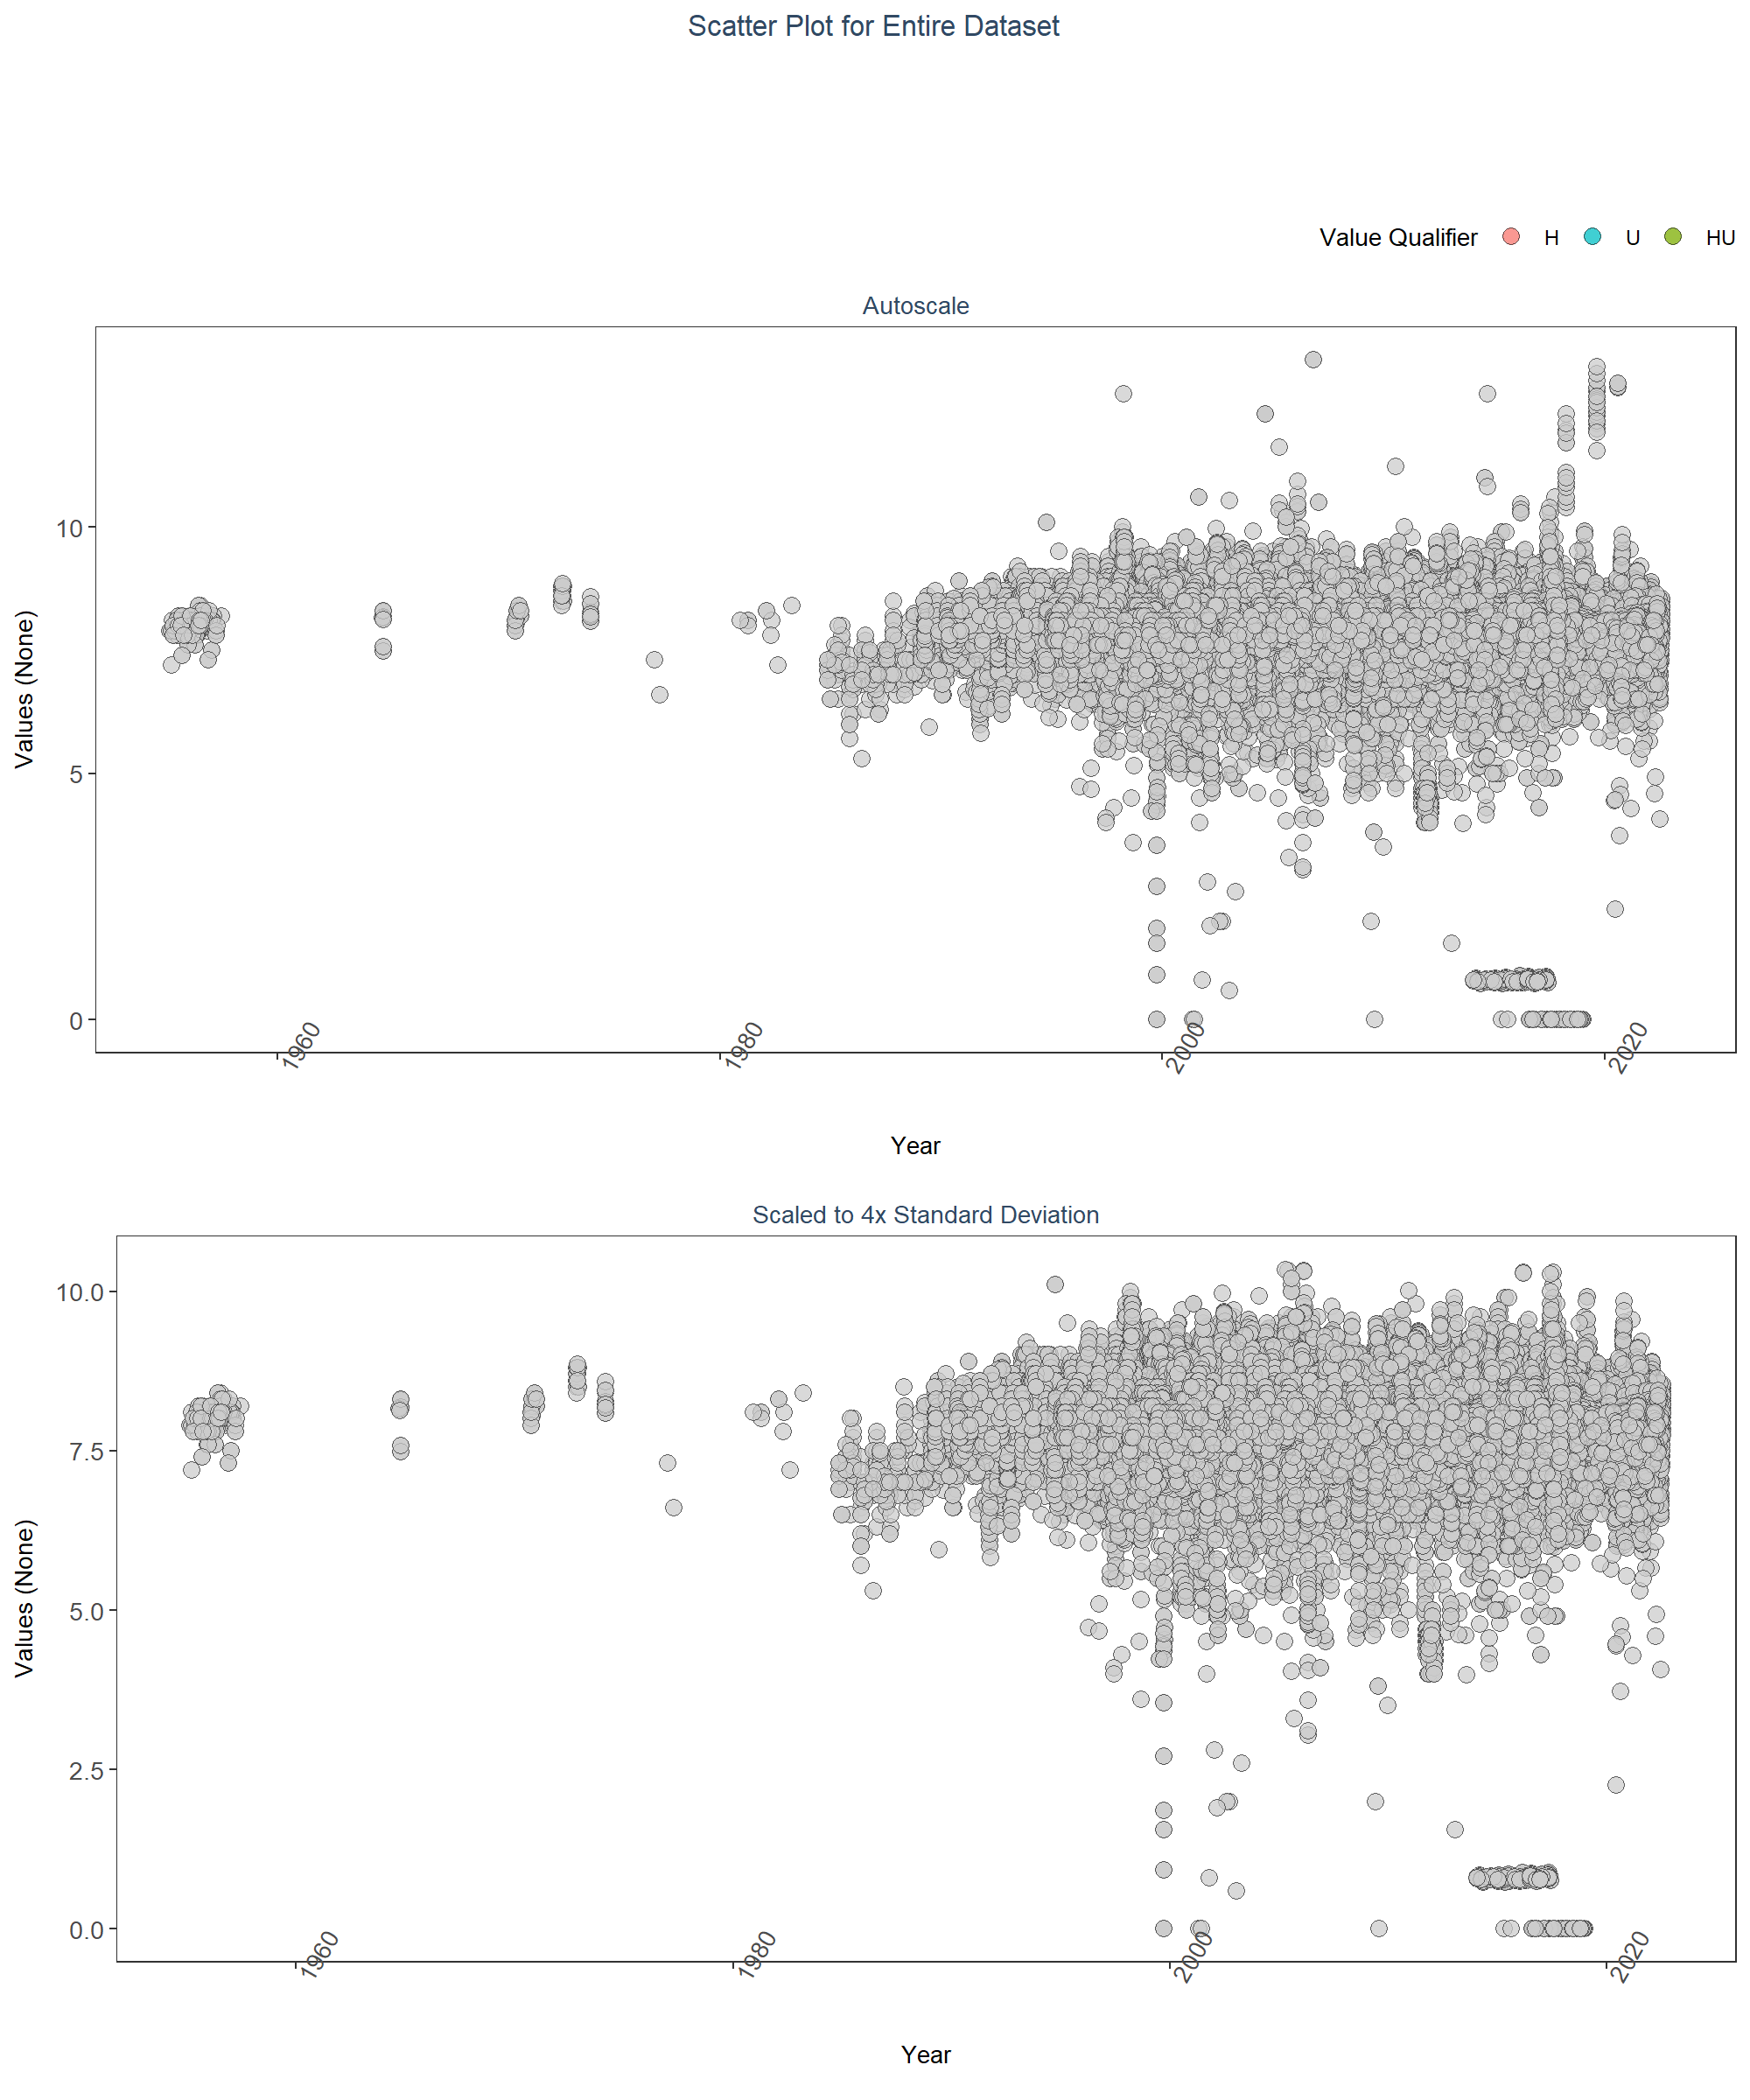 Scatter Plot for Entire Dataset
Value Qualifier H U HU
Autoscale
Values (None)
10
5
0
1960 1980 2000 2020
Year
Scaled to 4x Standard Deviation
Values (None)
10.0
7.5
5.0
2.5
0.0
1960 1980 2000 2020
Year